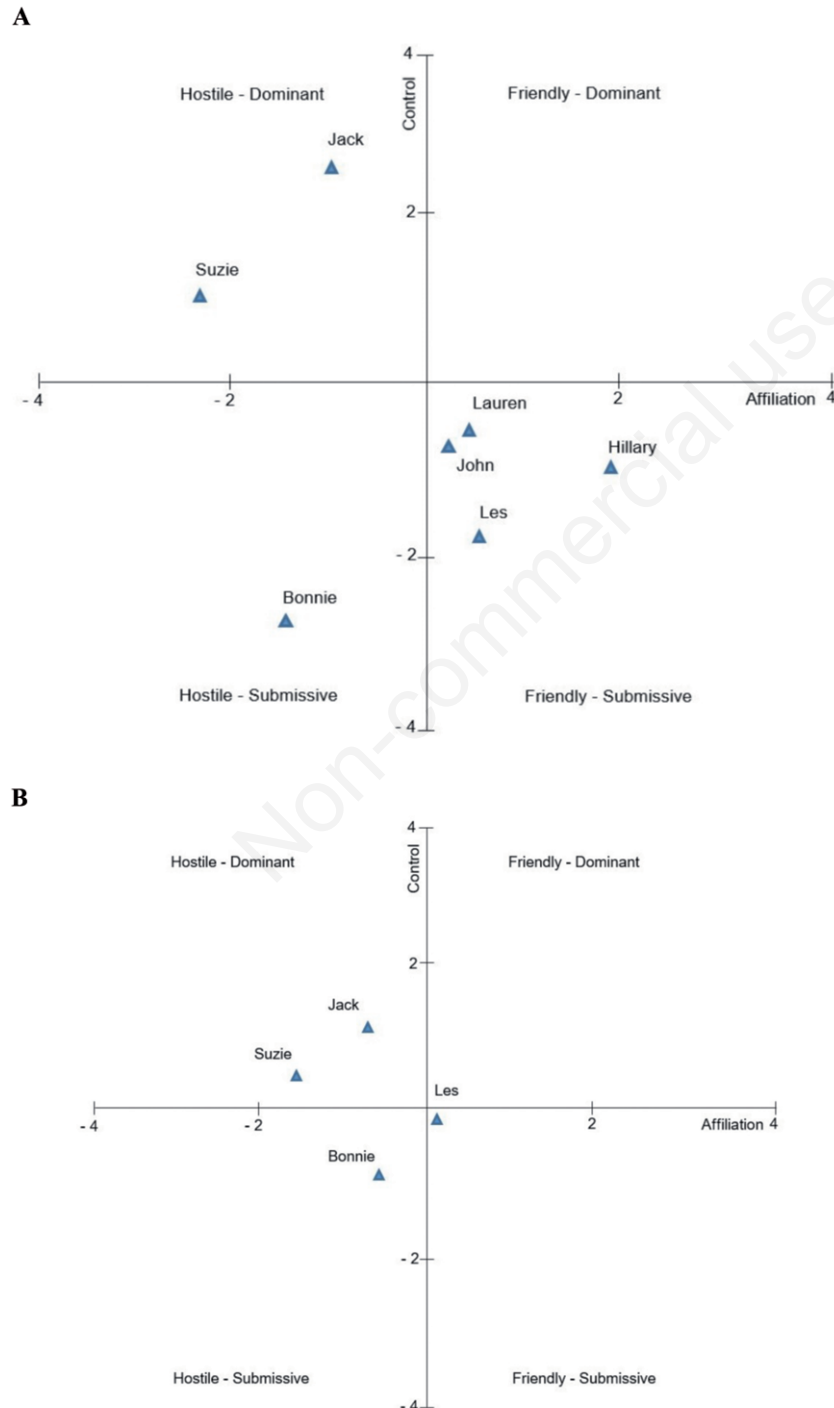 A
4
Control
Hostile - Dominant
Friendly - Dominant
Jack
2
Suzie
- 4
- 2
2
Affiliation 4
Lauren
Hillary
John
Les
- 2
Bonnie
Hostile - Submissive
Friendly - Submissive
- 4
Non-commercial use
B
4
Control
Hostile - Dominant
Friendly - Dominant
2
Jack
Suzie
Les
- 4
- 2
2
Affiliation 4
Bonnie
- 2
Hostile - Submissive
Friendly - Submissive
- 4